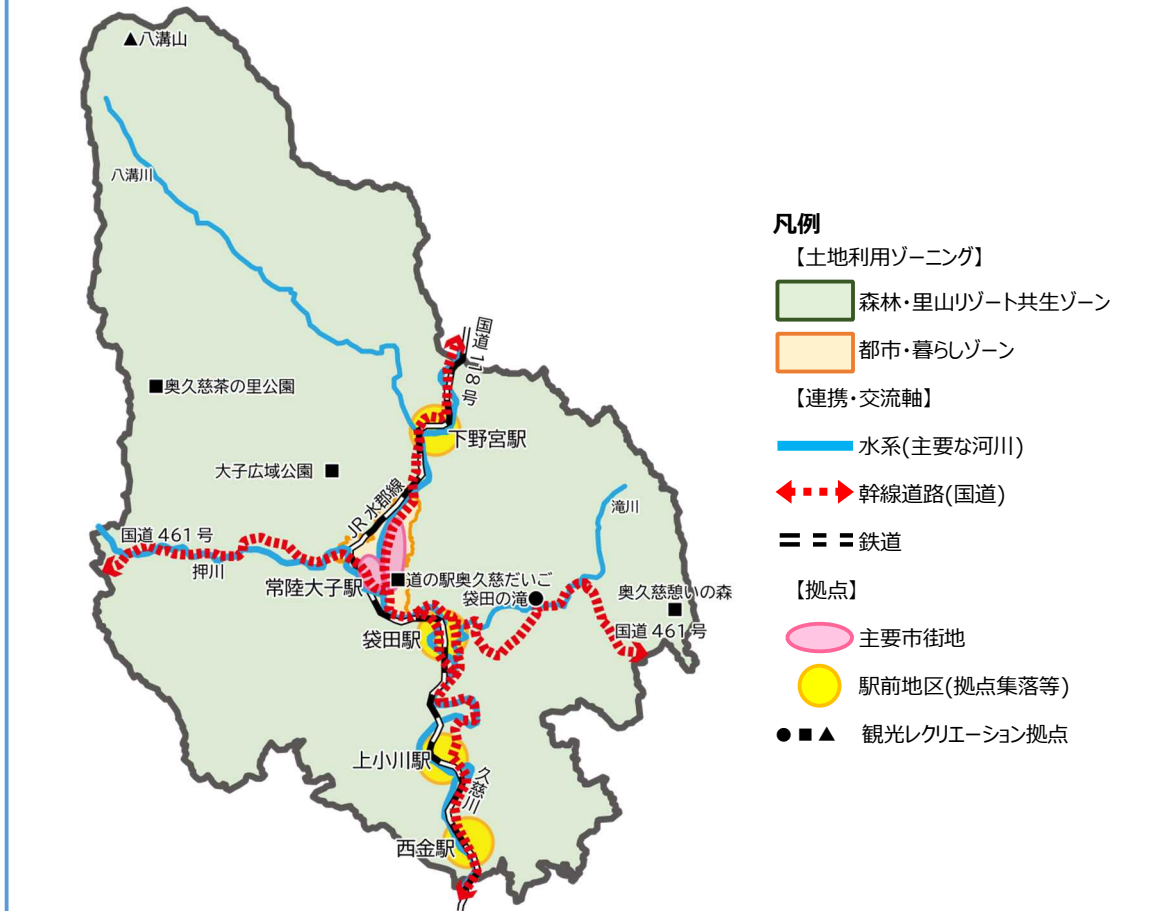 ▲八溝山
八溝川
国道118号
■奥久慈茶の里公園
下野宮駅
大子広域公園 ■
JR 水郡線
滝川
国道 461 号
押川
常陸大子駅
■道の駅奥久慈だいご
袋田の滝●
奥久慈憩いの森
■
国道 461 号
袋田駅
上小川駅
久慈川
西金駅
凡例
【土地利用ゾーニング】
森林・里山リゾート共生ゾーン
都市・暮らしゾーン
【連携・交流軸】
水系(主要な河川)
幹線道路(国道)
鉄道
【拠点】
主要市街地
駅前地区(拠点集落等)
●■▲ 観光レクリエーション拠点